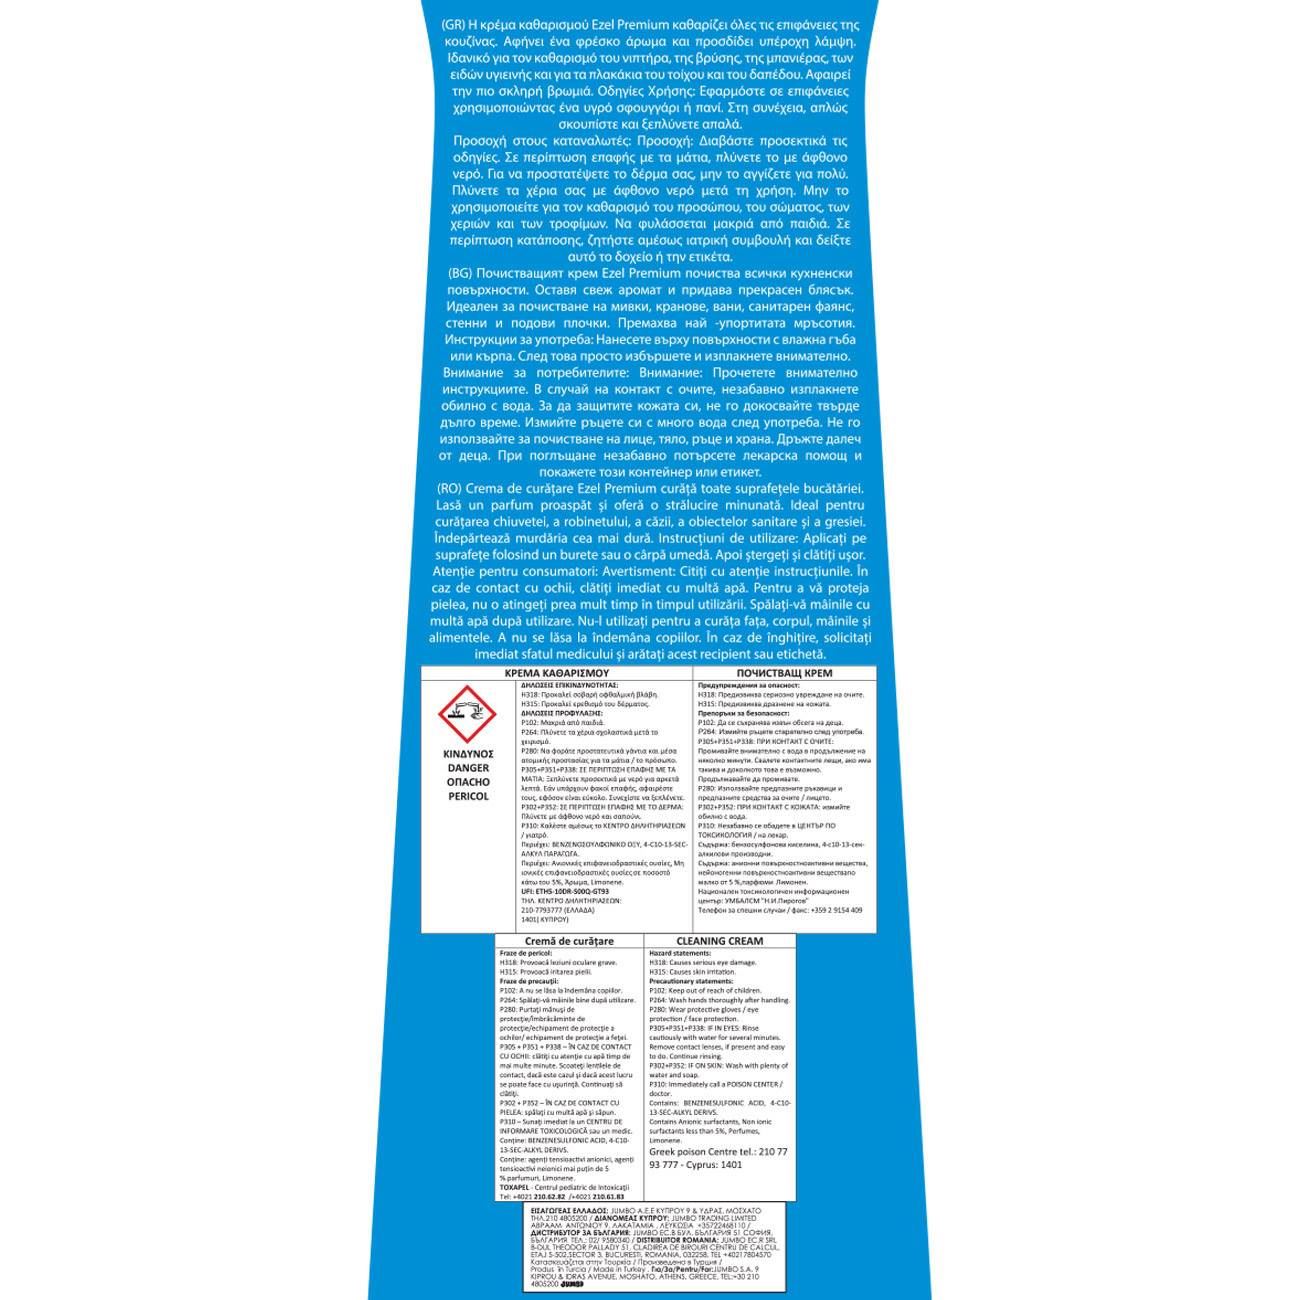 (GR) Η κρέμα καθαρισμού Ezel Premium καθαρίζει όλες τις επιφάνειες της
κουζίνας. Αφήνει ένα φρέσκο άρωμα και προσδίδει υπέροχη λάμψη.
Ιδανικό για τον καθαρισμό του νιπτήρα, της βρύσης, της μπανιέρας, των
ειδών υγιεινής και για τα πλακάκια του τοίχου και του δαπέδου. Αφαιρεί
την πιο σκληρή βρωμιά. Οδηγίες Χρήσης: Εφαρμόστε σε επιφάνειες
χρησιμοποιώντας ένα υγρό σφουγγάρι ή πανί. Στη συνέχεια, απλώς
σκουπίστε και ξεπλύνετε απαλά.
Προσοχή στους καταναλωτές: Προσοχή: Διαβάστε προσεκτικά τις
οδηγίες. Σε περίπτωση επαφής με τα μάτια, πλύνετε το με άφθονο
νερό. Για να προστατέψετε το δέρμα σας, μην το αγγίζετε για πολύ.
Πλύνετε τα χέρια σας με άφθονο νερό μετά τη χρήση. Μην το
χρησιμοποιείτε για τον καθαρισμό του προσώπου, του σώματος, των
χεριών και των τροφίμων. Να φυλάσσεται μακριά από παιδιά. Σε
περίπτωση κατάποσης, ζητήστε αμέσως ιατρική συμβουλή και δείξτε
αυτό το δοχείο ή την ετικέτα.
(BG) Почистващият крем Ezel Premium почиства всички кухненски
повърхности. Оставя свеж аромат и придава прекрасен блясък.
Идеален за почистване на мивки, кранове, вани, санитарен фаянс,
стенни и подови плочки. Премахва най -упоритата мръсотия.
Инструкции за употреба: Нанесете върху повърхности с влажна гъба
или кърпа. След това просто избършете и изплакнете внимателно.
Внимание за потребителите: Внимание: Прочетете внимателно
инструкциите. В случай на контакт с очите, незабавно изплакнете
обилно с вода. За да защитите кожата си, не го докосвайте твърде
дълго време. Измийте ръцете си с много вода след употреба. Не го
използвайте за почистване на лице, тяло, ръце и храна. Дръжте далеч
от деца. При поглъщане незабавно потърсете лекарска помощ и
покажете този контейнер или етикет.
(RO) Crema de curățare Ezel Premium curăță toate suprafețele bucătăriei.
Lasă un parfum proaspăt și oferă o strălucire minunată. Ideal pentru
curățarea chiuvetei, a robinetului, a căzii, a obiectelor sanitare și a gresiei.
Îndepărtează murdăria cea mai dură. Instrucțiuni de utilizare: Aplicați pe
suprafețe folosind un burete sau o cârpă umedă. Apoi ștergeți și clătiți ușor.
Atenție pentru consumatori: Avertisment: Citiți cu atenție instrucțiunile. În
caz de contact cu ochii, clătiți imediat cu multă apă. Pentru a vă proteja
pielea, nu o atingeți prea mult timp în timpul utilizării. Spălați-vă mâinile cu
multă apă după utilizare. Nu-l utilizați pentru a curăța fața, corpul, mâinile și
alimentele. A nu se lăsa la îndemâna copiilor. În caz de înghițire, solicitați
imediat sfatul medicului și arătați acest recipient sau etichetă.
ΚΡΕΜΑ ΚΑΘΑΡΙΣΜΟΥ
ΚΙΝΔΥΝΟΣ
DANGER
ОПАСНО
PERICOL
ΔΗΛΩΣΕΙΣ ΕΠΙΚΙΝΔΥΝΟΤΗΤΑΣ:
H318: Προκαλεί σοβαρή οφθαλμική βλάβη.
H315: Προκαλεί ερεθισμό του δέρματος.
ΔΗΛΩΣΕΙΣ ΠΡΟΦΥΛΑΞΗΣ:
P102: Μακριά από παιδιά.
P264: Πλύνετε τα χέρια σχολαστικά μετά το
χειρισμό.
P280: Να φοράτε προστατευτικά γάντια και μέσα
ατομικής προστασίας για τα μάτια / το πρόσωπο.
P305+P351+P338: ΣΕ ΠΕΡΙΠΤΩΣΗ ΕΠΑΦΗΣ ΜΕ ΤΑ
ΜΑΤΙΑ: Ξεπλύνετε προσεκτικά με νερό για αρκετά
λεπτά. Εάν υπάρχουν φακοί επαφής, αφαιρέστε
τους, εφόσον είναι εύκολο. Συνεχίστε να ξεπλένετε.
P302+P352: ΣΕ ΠΕΡΙΠΤΩΣΗ ΕΠΑΦΗΣ ΜΕ ΤΟ ΔΕΡΜΑ:
Πλύνετε με άφθονο νερό και σαπούνι.
P310: Καλέστε αμέσως το ΚΕΝΤΡΟ ΔΗΛΗΤΗΡΙΑΣΕΩΝ
/ γιατρό.
Περιέχει: ΒΕΝΖΕΝΟΣΟΥΛΦΟΝΙΚΟ ΟΞΥ, 4-C10-13-SEC-
ΑΛΚΥΛ ΠΑΡΑΓΩΓΑ.
Περιέχει: Ανιονικές επιφανειοδραστικές ουσίες, Μη
ιονικές επιφανειοδραστικές ουσίες σε ποσοστό
κάτω του 5%, Άρωμα, Limonene.
UFI: ETH5-10DR-S00Q-GT93
ΤΗΛ. ΚΕΝΤΡΟ ΔΗΛΗΤΗΡΙΑΣΕΩΝ:
210-7793777 (ΕΛΛΑΔΑ)
1401( ΚΥΠΡΟΥ)
ПОЧИСТВАЩ КРЕМ
Предупреждения за опасност:
H318: Предизвиква сериозно увреждане на очите.
H315: Предизвиква дразнене на кожата.
Препоръки за безопасност:
P102: Да се съхранява извън обсега на деца.
P264: Измийте ръцете старателно след употреба.
P305+P351+P338: ПРИ КОНТАКТ С ОЧИТЕ:
Промивайте внимателно с вода в продължение на
няколко минути. Свалете контактните лещи, ако има
такива и доколкото това е възможно.
Продължавайте да промивате.
P280: Използвайте предпазните ръкавици и
предпазните средства за очите / лицето.
P302+P352: ПРИ КОНТАКТ С КОЖАТА: измийте
обилно с вода.
P310: Незабавно се обадете в ЦЕНТЪР ПО
ТОКСИКОЛОГИЯ / на лекар.
Съдържа: бензосулфонова киселина, 4-c10-13-сек-
алкилови производни.
Съдържа: анионни повърхностноактивни вещества,
нейоногенни повърхностноактивни вещества по
малко от 5 %,парфюми Лимонен.
Национален токсикологичен информационен
център: УМБАЛСМ "Н.И.Пирогов"
Телефон за спешни случаи / факс: +359 2 9154 409
Cremă de curățare
Fraze de pericol:
H318: Provoacă leziuni oculare grave.
H315: Provoacă iritarea pielii.
Fraze de precauții:
P102: A nu se lăsa la îndemâna copiilor.
P264: Spălați-vă mâinile bine după utilizare.
P280: Purtați mănuși de
protecție/îmbrăcăminte de
protecție/echipament de protecție a
ochilor/ echipament de protecție a feței.
P305 + P351 + P338 – ÎN CAZ DE CONTACT
CU OCHII: clătiți cu atenție cu apă timp de
mai multe minute. Scoateți lentilele de
contact, dacă este cazul și dacă acest lucru
se poate face cu ușurință. Continuați să
clătiți.
P302 + P352 – ÎN CAZ DE CONTACT CU
PIELEA: spălați cu multă apă și săpun.
P310 – Sunați imediat la un CENTRU DE
INFORMARE TOXICOLOGICĂ sau un medic.
Conține: BENZENESULFONIC ACID, 4-C10-
13-SEC-ALKYL DERIVS.
Conține: agenți tensioactivi anionici, agenți
tensioactivi neionici mai puțin de 5
% parfumuri, Limonene.
TOXAPEL - Centrul pediatric de Intoxicații
Tel: +4021 210.62.82 /+4021 210.61.83
CLEANING CREAM
Hazard statements:
H318: Causes serious eye damage.
H315: Causes skin irritation.
Precautionary statements:
P102: Keep out of reach of children.
P264: Wash hands thoroughly after handling.
P280: Wear protective gloves / eye
protection / face protection.
P305+P351+P338: IF IN EYES: Rinse
cautiously with water for several minutes.
Remove contact lenses, if present and easy
to do. Continue rinsing.
P302+P352: IF ON SKIN: Wash with plenty of
water and soap.
P310: Immediately call a POISON CENTER /
doctor.
Contains: BENZENESULFONIC ACID, 4-C10-
13-SEC-ALKYL DERIVS.
Contains Anionic surfactants, Non ionic
surfactants less than 5%, Perfumes,
Limonene.
Greek poison Centre tel.: 210 77
93 777 - Cyprus: 1401
ΕΙΣΑΓΩΓΕΑΣ ΕΛΛΑΔΟΣ: JUMBO A.E.E ΚΥΠΡΟΥ 9 & ΥΔΡΑΣ, ΜΟΣΧΑΤΟ
ΤΗΛ.210 4805200 / ΔΙΑΝΟΜΕΑΣ ΚΥΠΡΟΥ: JUMBO TRADING LIMITED
ΑΒΡΑΑΜ ΑΝΤΩΝΙΟΥ 9, ΛΑΚΑΤΑΜΙΑ , ΛΕΥΚΩΣΙΑ +35722468110 /
ДИСТРИБУТОР ЗА БЪЛГАРИЯ: JUMBO EC.B БУЛ. БЪЛГАРИЯ 51 СОФИЯ,
БЪЛГАРИЯ ТЕЛ.: 02/ 9580340 / DISTRIBUITOR ROMANIA: JUMBO EC.R SRL
B-DUL THEODOR PALLADY 51, CLADIREA DE BIROURI CENTRU DE CALCUL,
ETAJ 5-502,SECTOR 3, BUCURESTI, ROMANIA, 032258, TEL +40217804570
Κατασκευάζεται στην Τουρκία / Произведено в Турция /
Produs în Turcia / Made in Turkey . Για/За/Pentru/For:JUMBO S.A. 9
KIPROU & IDRAS AVENUE, MOSHATO, ATHENS, GREECE, TEL:+30 210
4805200 JUMBO